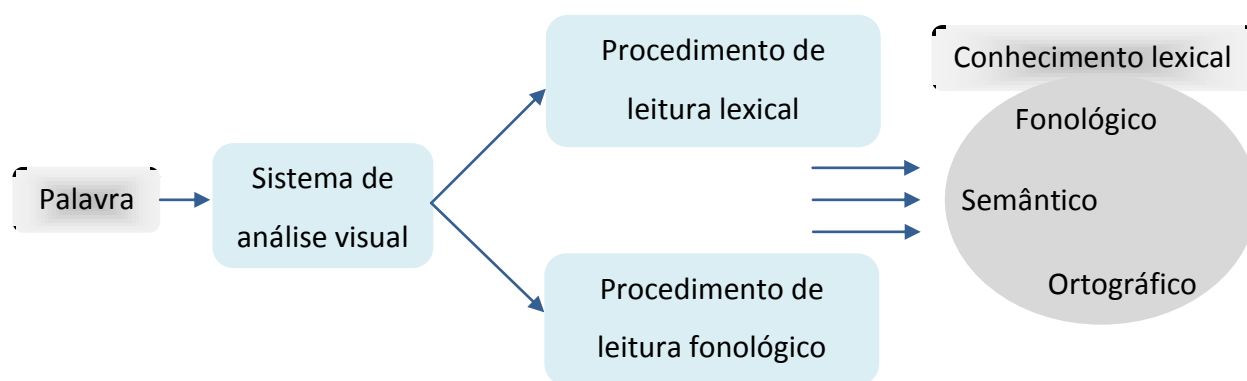 Palavra
Sistema de
análise visual
Procedimento de
leitura lexical
Procedimento de
leitura fonológico
Conhecimento lexical
Fonológico
Semântico
Ortográfico